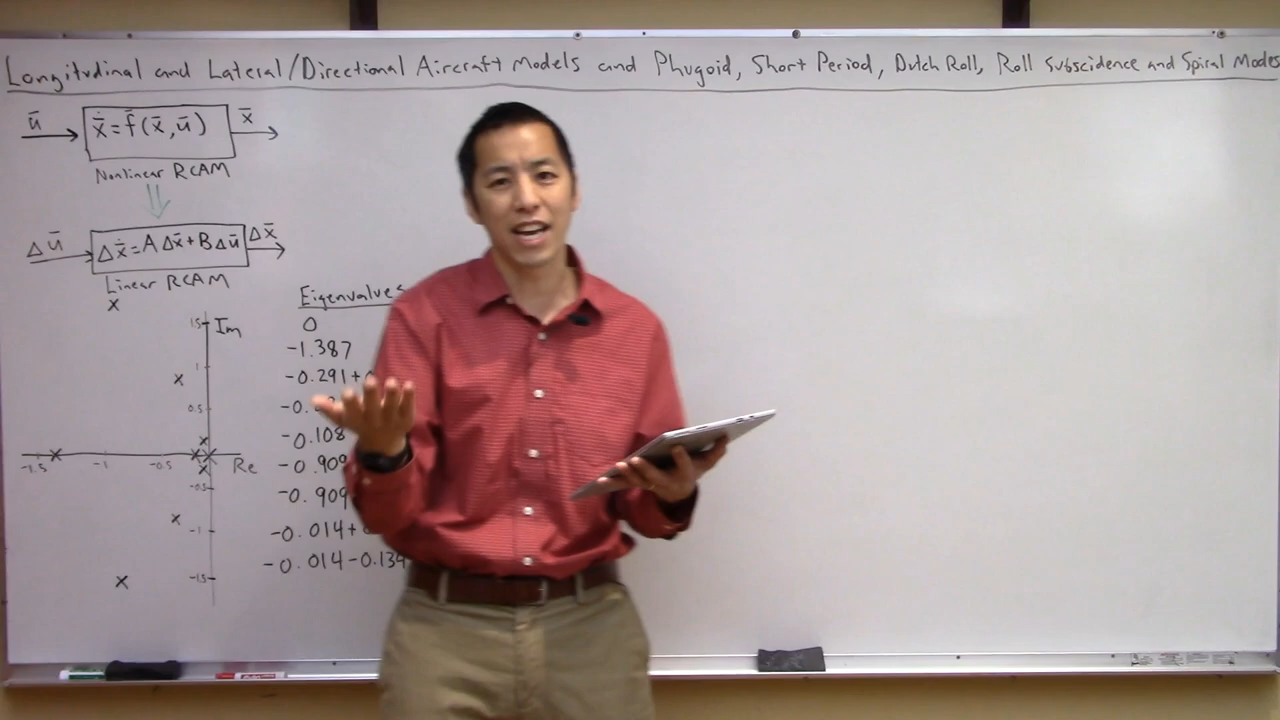 Longitudinal and Lateral/Directional Aircraft Models and Phugoid, Short Period, Dutch Roll, Roll Subscidence and Spiral Modes
ū
ẋ̄=f̄(x̄,ū)
x̄
Nonlinear RCAM
Δū
Δẋ̄=AΔx̄+BΔū
Δx̄
Linear RCAM
1.5 Im
1
0.5
-1.5 -1 -0.5 Re
-0.5
-1
-1.5
Eigenvalues
0
-1.387
-0.291+
-0.
-0.108
-0.909
-0.909
-0.014+
-0.014-0.134